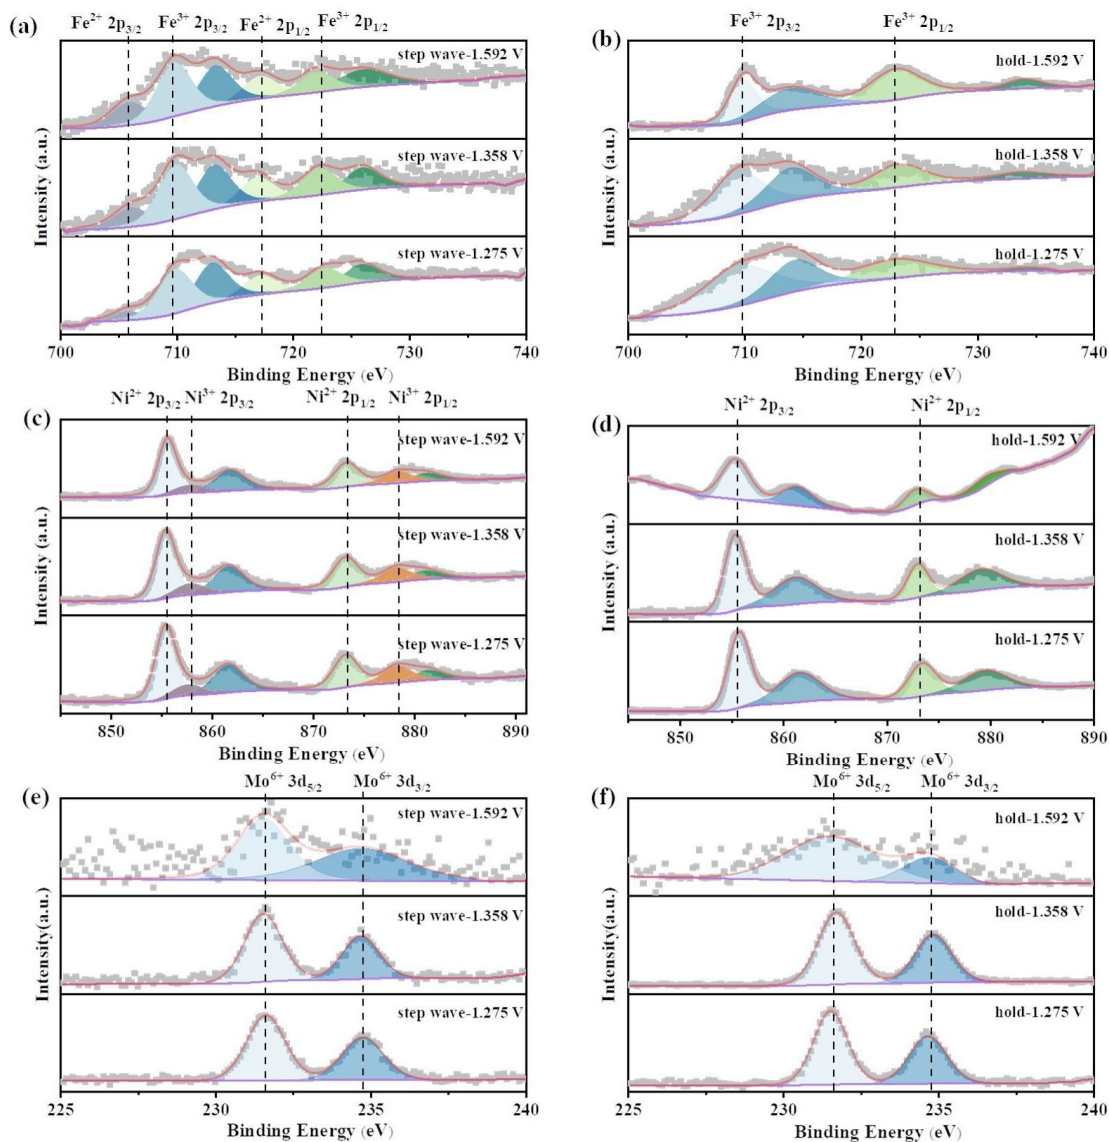 (a)
Fe²⁺ 2p₃/₂ Fe³⁺ 2p₃/₂ Fe²⁺ 2p₁/₂ Fe³⁺ 2p₁/₂
step wave-1.592 V
step wave-1.358 V
step wave-1.275 V
Intensity (a.u.)
700 710 720 730 740
Binding Energy (eV)
(b)
Fe³⁺ 2p₃/₂ Fe³⁺ 2p₁/₂
hold-1.592 V
hold-1.358 V
hold-1.275 V
Intensity (a.u.)
700 710 720 730 740
Binding Energy (eV)
(c)
Ni²⁺ 2p₃/₂ Ni³⁺ 2p₃/₂ Ni²⁺ 2p₁/₂ Ni³⁺ 2p₁/₂
step wave-1.592 V
step wave-1.358 V
step wave-1.275 V
Intensity (a.u.)
850 860 870 880 890
Binding Energy (eV)
(d)
Ni²⁺ 2p₃/₂ Ni²⁺ 2p₁/₂
hold-1.592 V
hold-1.358 V
hold-1.275 V
Intensity (a.u.)
850 860 870 880 890
Binding Energy (eV)
(e)
Mo⁶⁺ 3d₅/₂ Mo⁶⁺ 3d₃/₂
step wave-1.592 V
step wave-1.358 V
step wave-1.275 V
Intensity(a.u.)
225 230 235 240
Binding Energy (eV)
(f)
Mo⁶⁺ 3d₅/₂ Mo⁶⁺ 3d₃/₂
hold-1.592 V
hold-1.358 V
hold-1.275 V
Intensity(a.u.)
225 230 235 240
Binding Energy (eV)